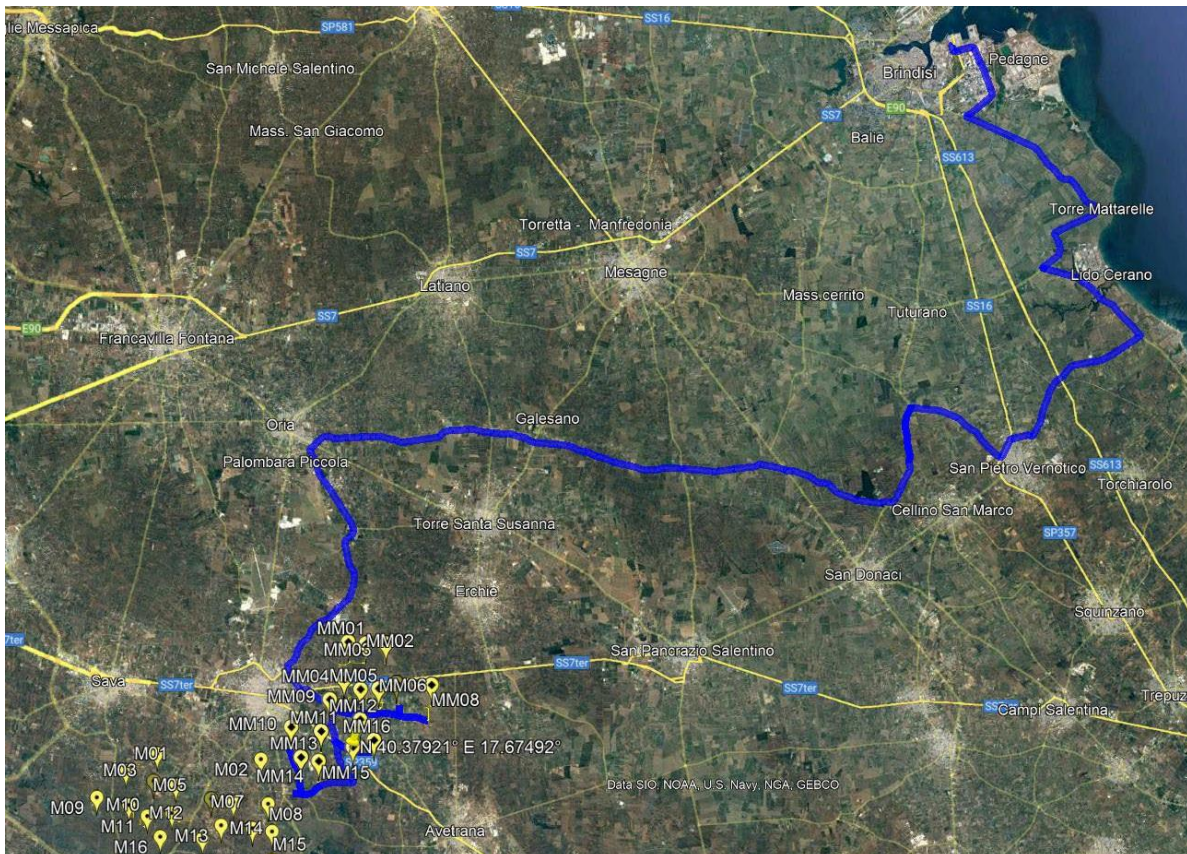 lie Messapica
SP581
SS16
SS16
San Michele Salentino
Mass. San Giacomo
Brindisi
Pedagne
E90
SS7
Balie
SS613
Torre Mattarelle
Torretta - Manfredonia
SS7
Mesagne
Latiano
Lido Cerano
Mass.cerrito
Tuturano
SS16
SS7
E90
Francavilla Fontana
Oria
Galesano
Palombara Piccola
San Pietro Vernotico
SS613
Torchiarolo
Cellino San Marco
Torre Santa Susanna
SP357
San Donaci
Erchie
Squinzano
MM01
MM02
MM03
7ter
San Pancrazio Salentino
SS7ter
Sava
SS7ter
MM04
MM05
MM06
MM08
SS7ter
Trepuz
Campi Salentina
MM09
MM12
MM10
MM11
MM16
N 40.37921° E 17.67492°
MM13
M01
M02
MM14
MM15
M03
M05
Data SIO, NOAA, U.S. Navy, NGA, GEBCO
M09
M10
M07
M08
M12
M11
M14
M13
M15
M16
Avetrana